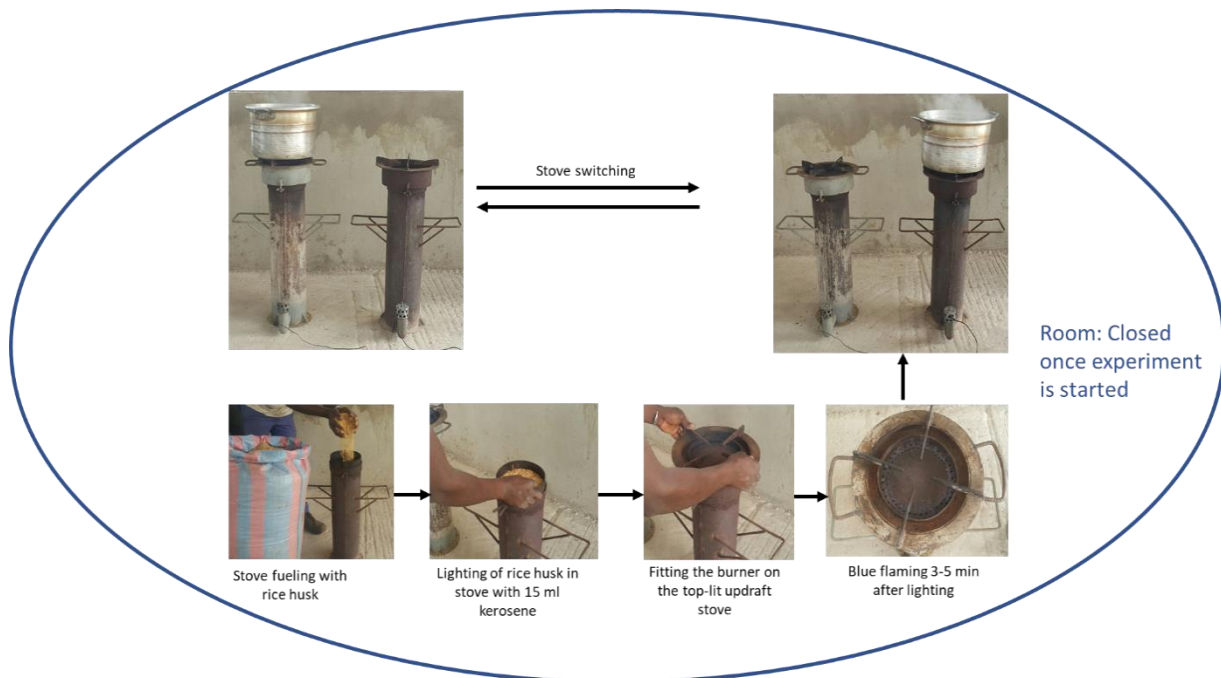 Stove switching
Room: Closed
once experiment
is started
Stove fueling with
rice husk
Lighting of rice husk in
stove with 15 ml
kerosene
Fitting the burner on
the top-lit updraft
stove
Blue flaming 3-5 min
after lighting